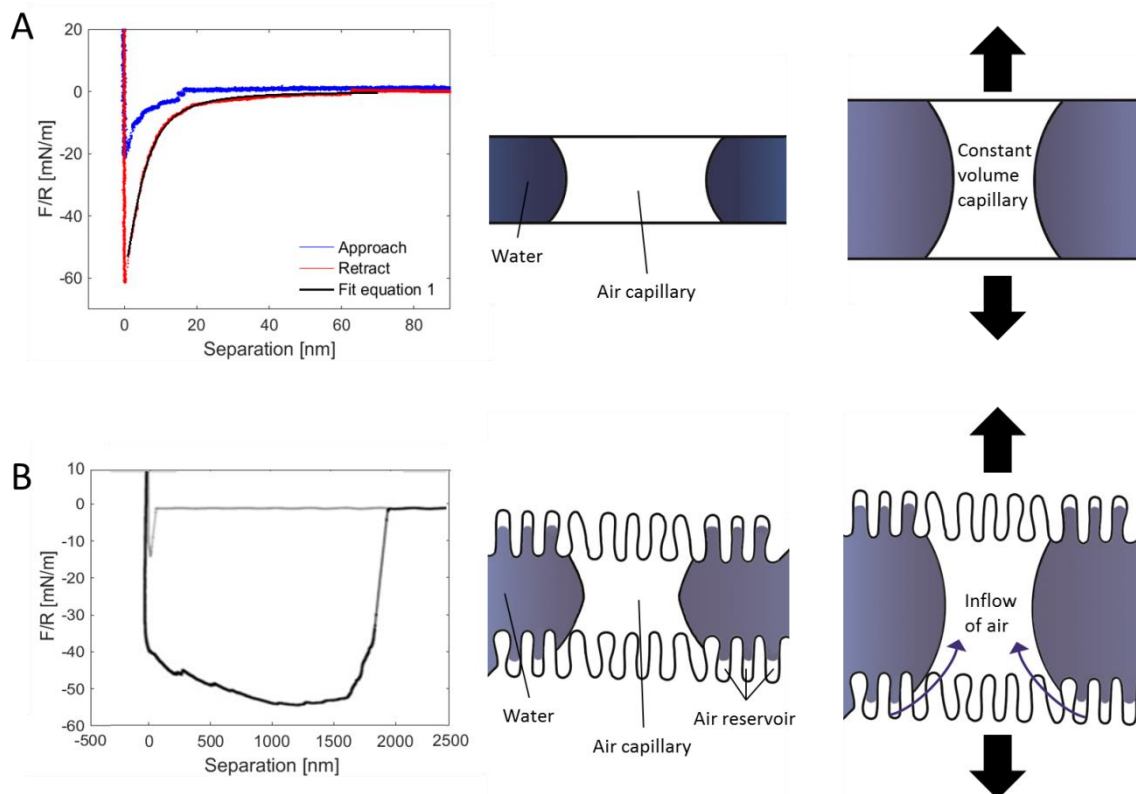 A
20
0
-20
-40
-60
F/R [mN/m]
Approach
Retract
Fit equation 1
0
20
40
60
80
Separation [nm]
Water
Air capillary
Constant
volume
capillary
B
10
0
-10
-20
-30
-40
-50
-60
F/R [mN/m]
-500
0
500
1000
1500
2000
2500
Separation [nm]
Water
Air capillary
Air reservoir
Inflow
of air